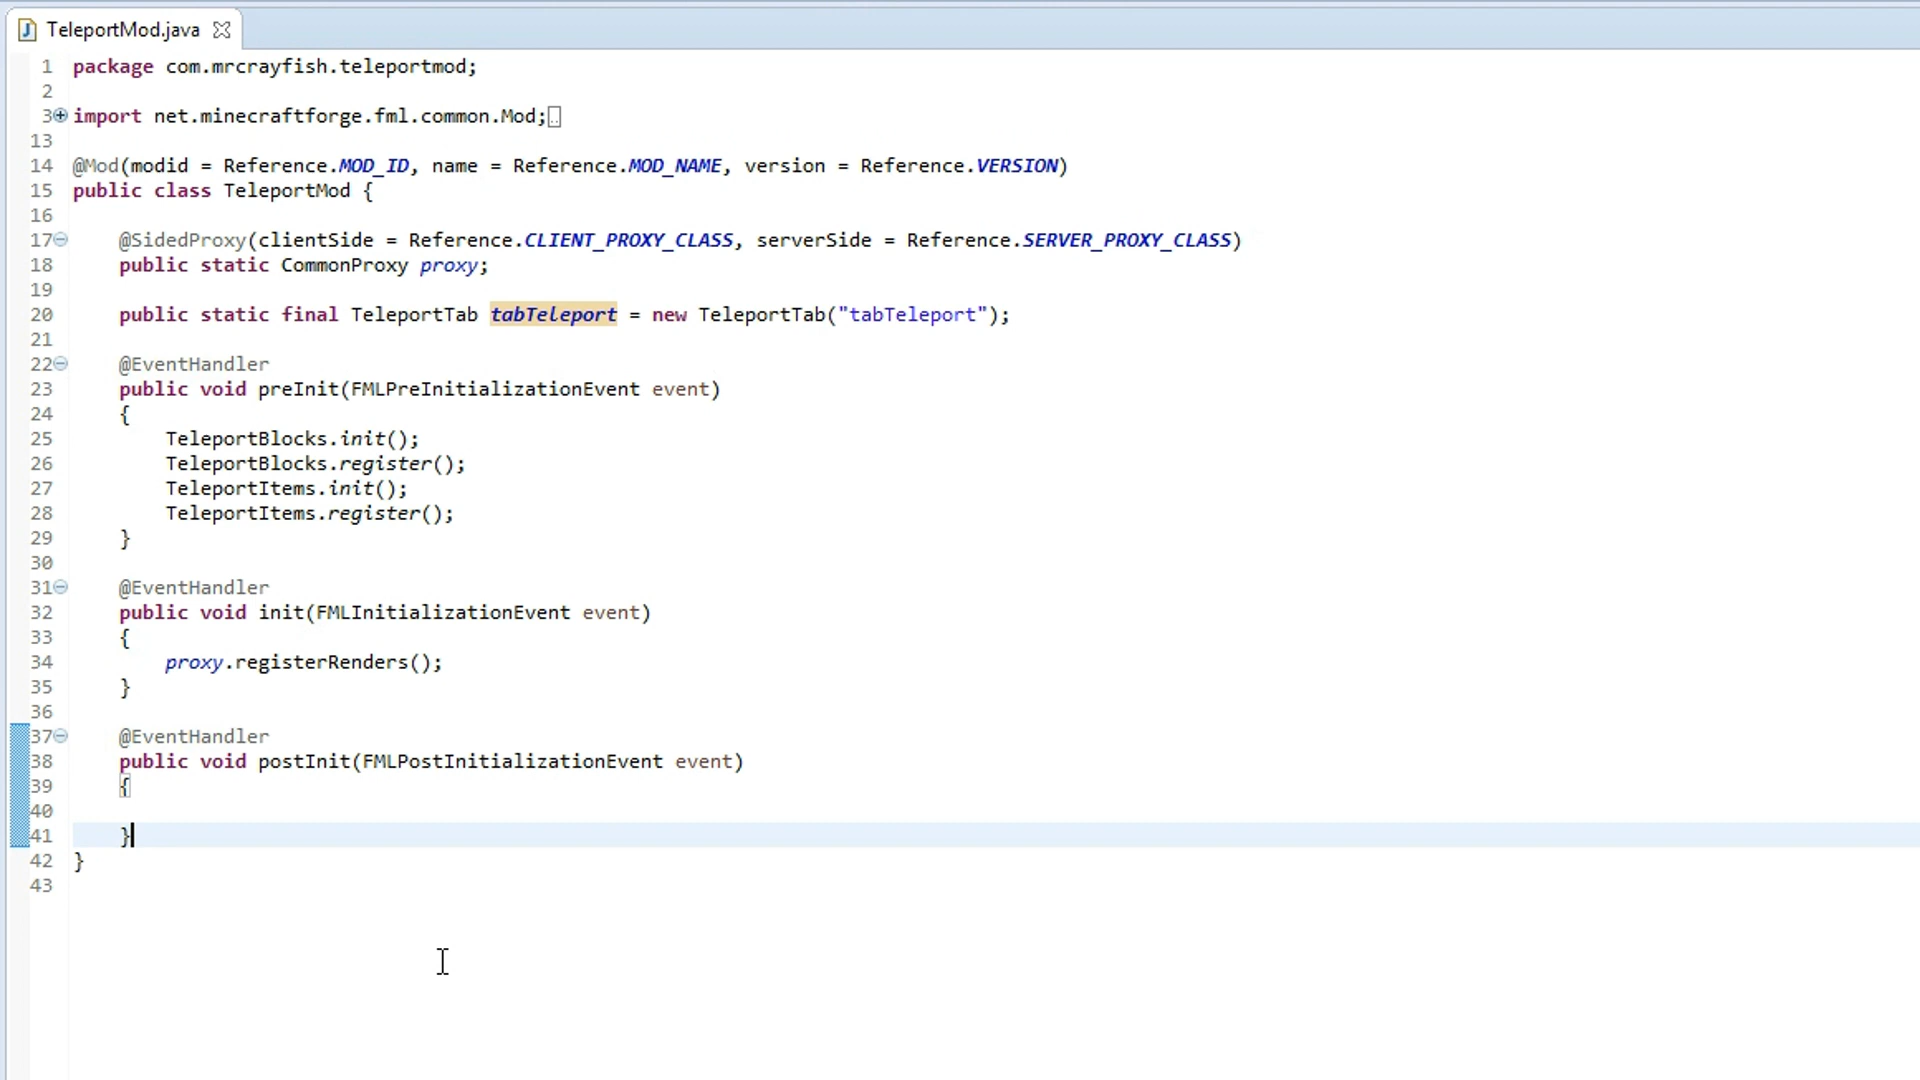 TeleportMod.java
1 package com.mrcrayfish.teleportmod;
2
3 import net.minecraftforge.fml.common.Mod;
13
14 @Mod(modid = Reference.MOD_ID, name = Reference.MOD_NAME, version = Reference.VERSION)
15 public class TeleportMod {
16
17 @SidedProxy(clientSide = Reference.CLIENT_PROXY_CLASS, serverSide = Reference.SERVER_PROXY_CLASS)
18 public static CommonProxy proxy;
19
20 public static final TeleportTab tabTeleport = new TeleportTab("tabTeleport");
21
22 @EventHandler
23 public void preInit(FMLPreInitializationEvent event)
24 {
25 TeleportBlocks.init();
26 TeleportBlocks.register();
27 TeleportItems.init();
28 TeleportItems.register();
29 }
30
31 @EventHandler
32 public void init(FMLInitializationEvent event)
33 {
34 proxy.registerRenders();
35 }
36
37 @EventHandler
38 public void postInit(FMLPostInitializationEvent event)
39 {
40
41 }
42 }
43